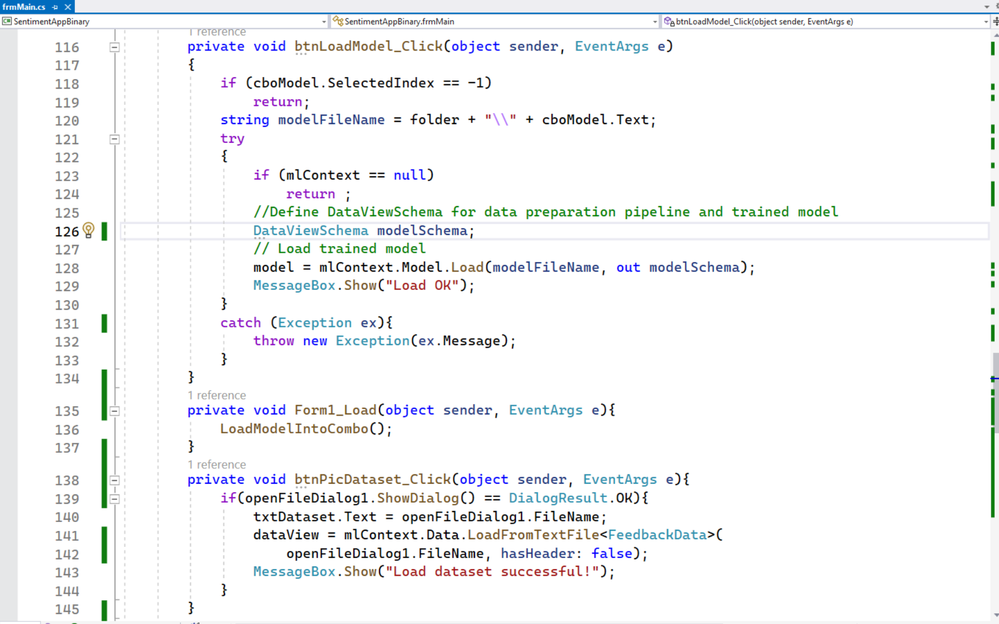 frmMain.cs
SentimentAppBinary SentimentAppBinary.frmMain btnLoadModel_Click(object sender, EventArgs e)
1 reference
116 private void btnLoadModel_Click(object sender, EventArgs e)
117 {
118 if (cboModel.SelectedIndex == -1)
119 return;
120 string modelFileName = folder + "\\" + cboModel.Text;
121 try
122 {
123 if (mlContext == null)
124 return ;
125 //Define DataViewSchema for data preparation pipeline and trained model
126 DataViewSchema modelSchema;
127 // Load trained model
128 model = mlContext.Model.Load(modelFileName, out modelSchema);
129 MessageBox.Show("Load OK");
130 }
131 catch (Exception ex){
132 throw new Exception(ex.Message);
133 }
134 }
1 reference
135 private void Form1_Load(object sender, EventArgs e){
136 LoadModelIntoCombo();
137 }
1 reference
138 private void btnPicDataset_Click(object sender, EventArgs e){
139 if(openFileDialog1.ShowDialog() == DialogResult.OK){
140 txtDataset.Text = openFileDialog1.FileName;
141 dataView = mlContext.Data.LoadFromTextFile<FeedbackData>(
142 openFileDialog1.FileName, hasHeader: false);
143 MessageBox.Show("Load dataset successful!");
144 }
145 }